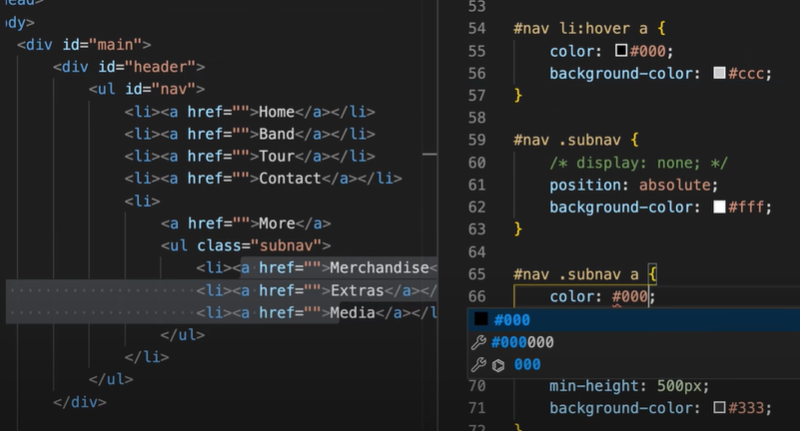 ead>
ody>
<div id="main">
<div id="header">
<ul id="nav">
<li><a href="">Home</a></li>
<li><a href="">Band</a></li>
<li><a href="">Tour</a></li>
<li><a href="">Contact</a></li>
<li>
<a href="">More</a>
<ul class="subnav">
<li><a href="">Merchandise<
<li><a href="">Extras</a></
<li><a href="">Media</a></l
</ul>
</li>
</ul>
</div>
53
54 #nav li:hover a {
55 color: #000;
56 background-color: #ccc;
57 }
58
59 #nav .subnav {
60 /* display: none; */
61 position: absolute;
62 background-color: #fff;
63 }
64
65 #nav .subnav a {
66 color: #000;
#000
#000000
000
70 min-height: 500px;
71 background-color: #333;
72 }